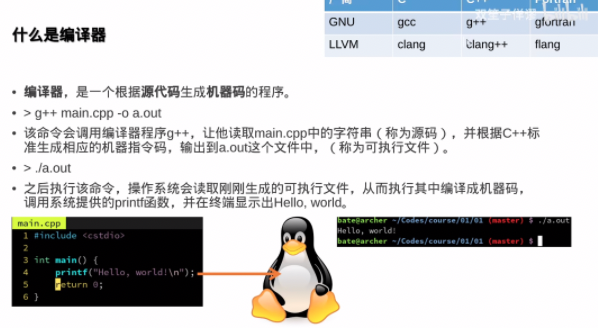 什么是编译器
GNU gcc g++ gfortran
LLVM clang clang++ flang
编译器，是一个根据源代码生成机器码的程序。
> g++ main.cpp -o a.out
该命令会调用编译器程序g++，让他读取main.cpp中的字符串（称为源码），并根据C++标
准生成相应的机器指令码，输出到a.out这个文件中，（称为可执行文件）。
> ./a.out
之后执行该命令，操作系统会读取刚刚生成的可执行文件，从而执行其中编译成机器码，
调用系统提供的printf函数，并在终端显示出Hello, world。
main.cpp
1 #include <cstdio>
2
3 int main() {
4 printf("Hello, world!\n");
5 return 0;
6 }
bate@archer ~/Codes/course/01/01 (master) $ ./a.out
Hello, world!
bate@archer ~/Codes/course/01/01 (master) $